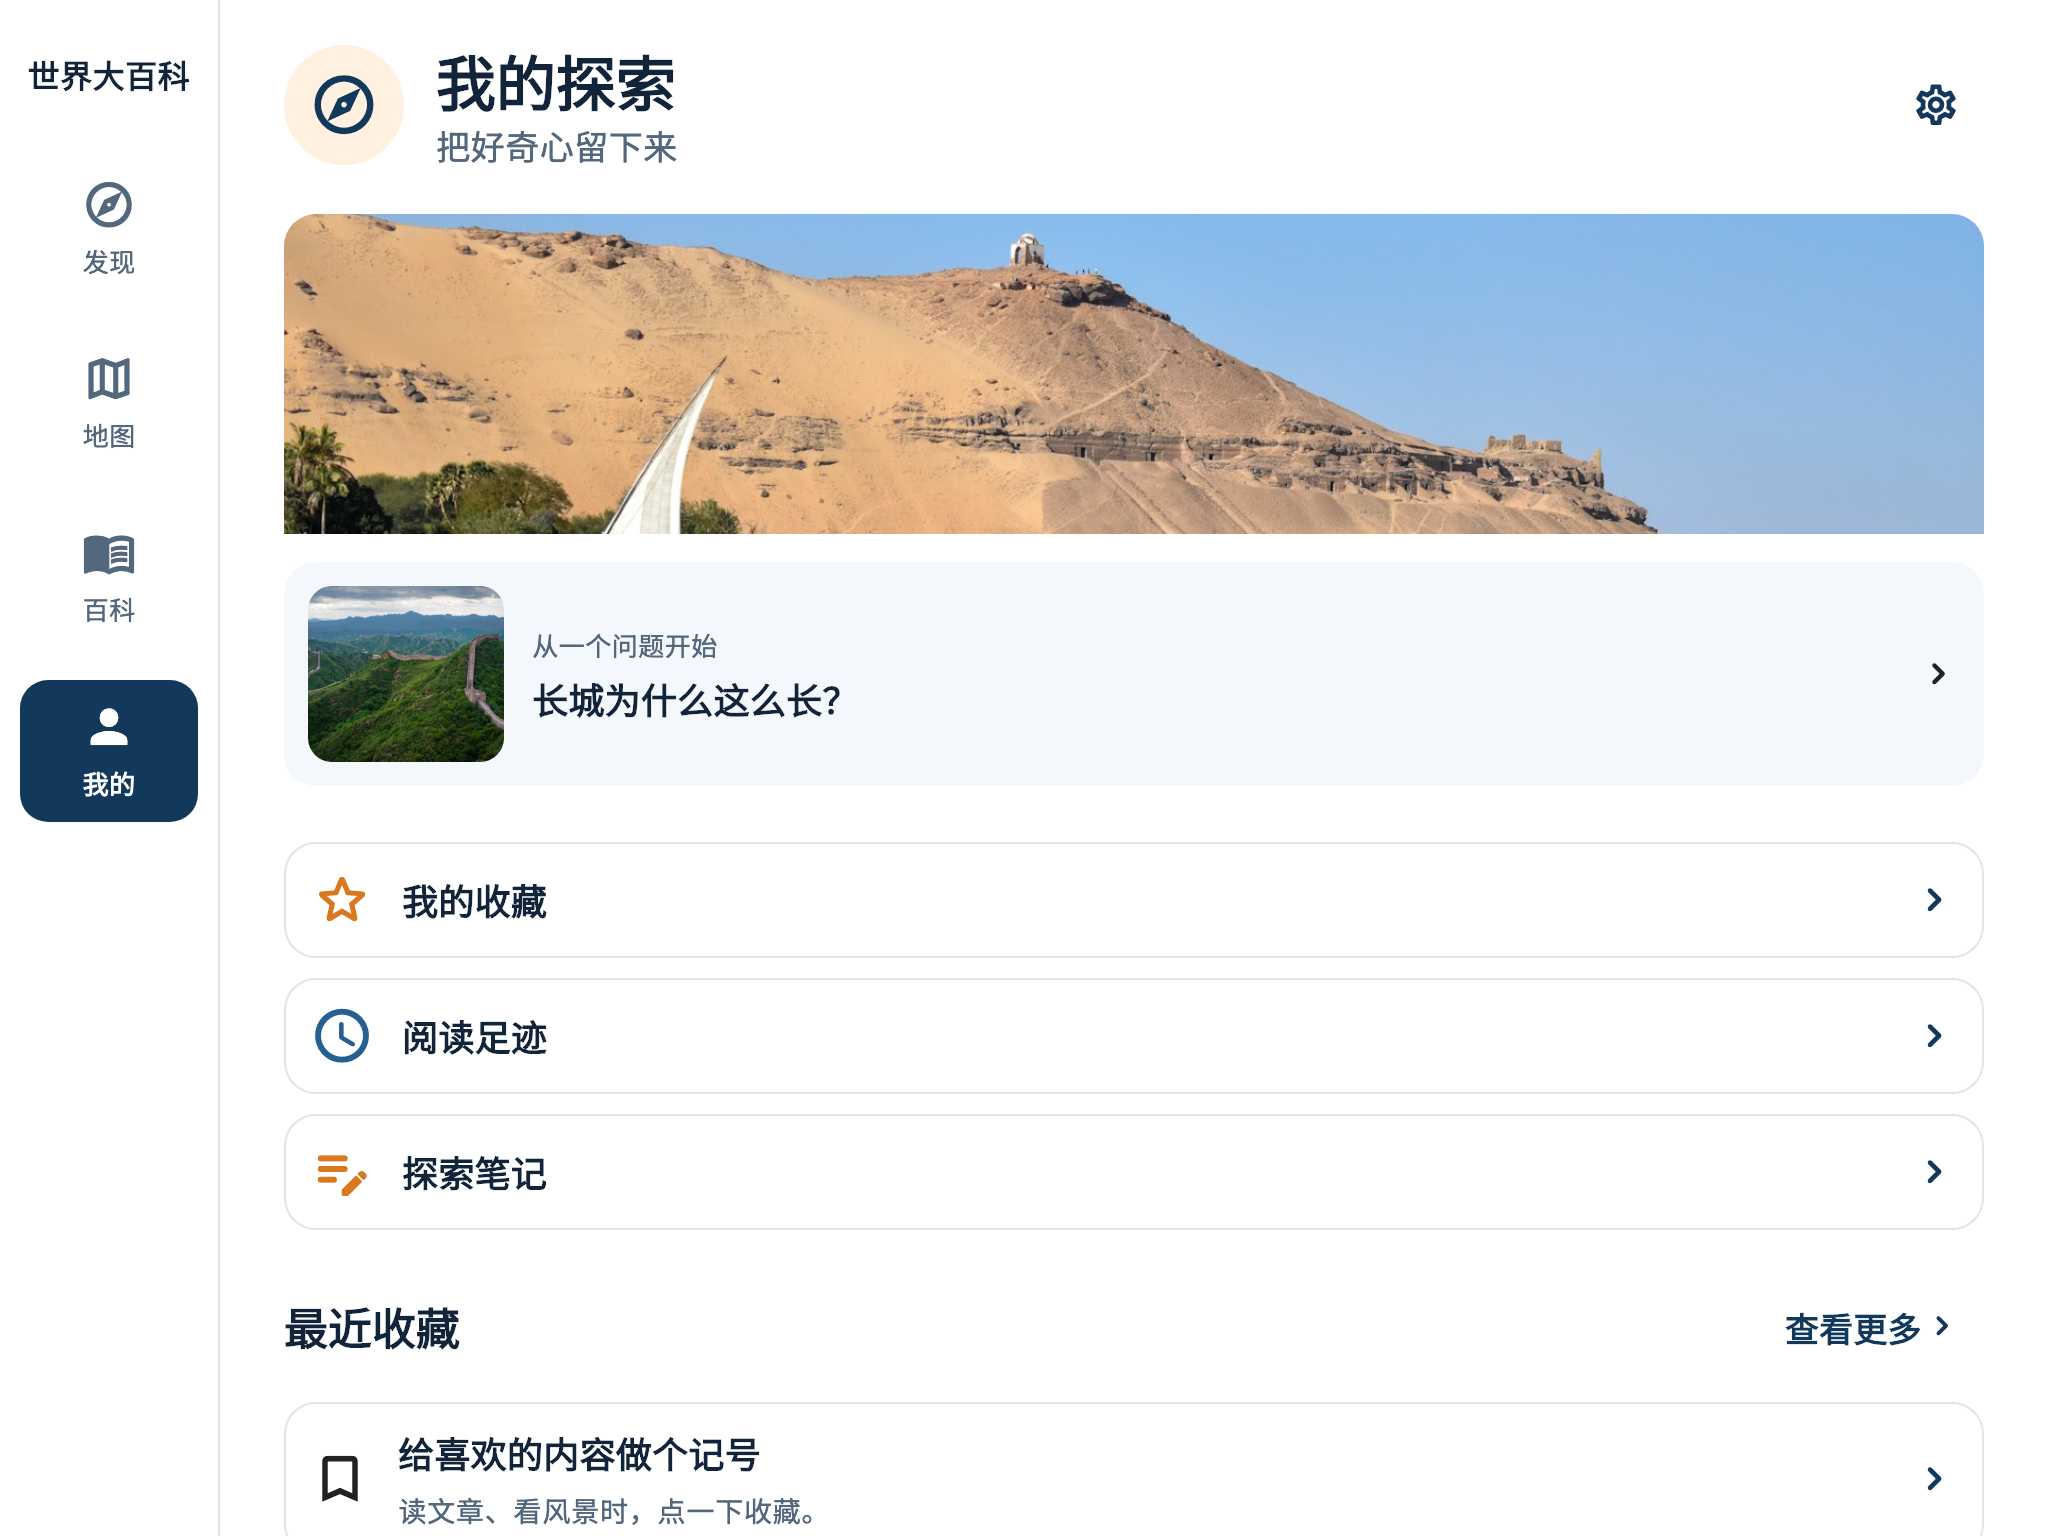 世界大百科
发现
地图
百科
我的
我的探索
把好奇心留下来
从一个问题开始
长城为什么这么长?
我的收藏
阅读足迹
探索笔记
最近收藏
查看更多
给喜欢的内容做个记号
读文章、看风景时，点一下收藏。